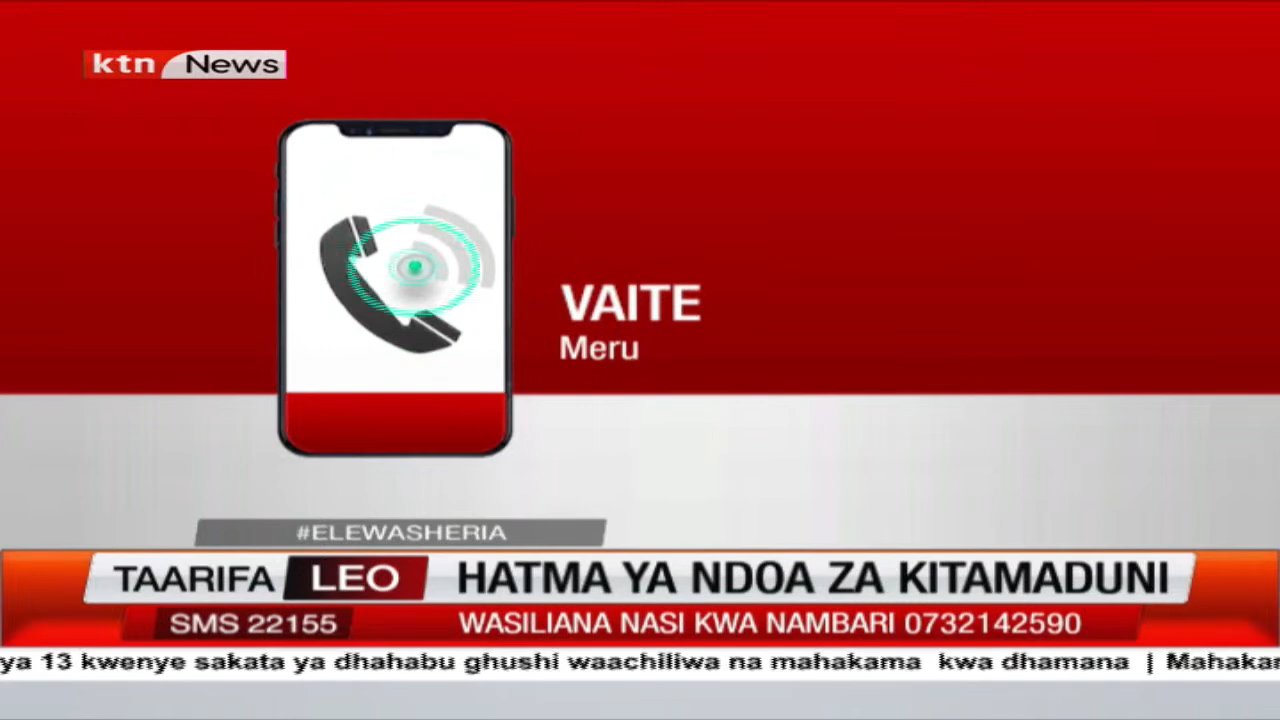 ktn News
VAITE
Meru
#ELEWASHERIA
TAARIFA LEO HATMA YA NDOA ZA KITAMADUNI
SMS 22155 WASILIANA NASI KWA NAMBARI 0732142590
ya 13 kwenye sakata ya dhahabu ghushi waachiliwa na mahakama kwa dhamana | Mahakam